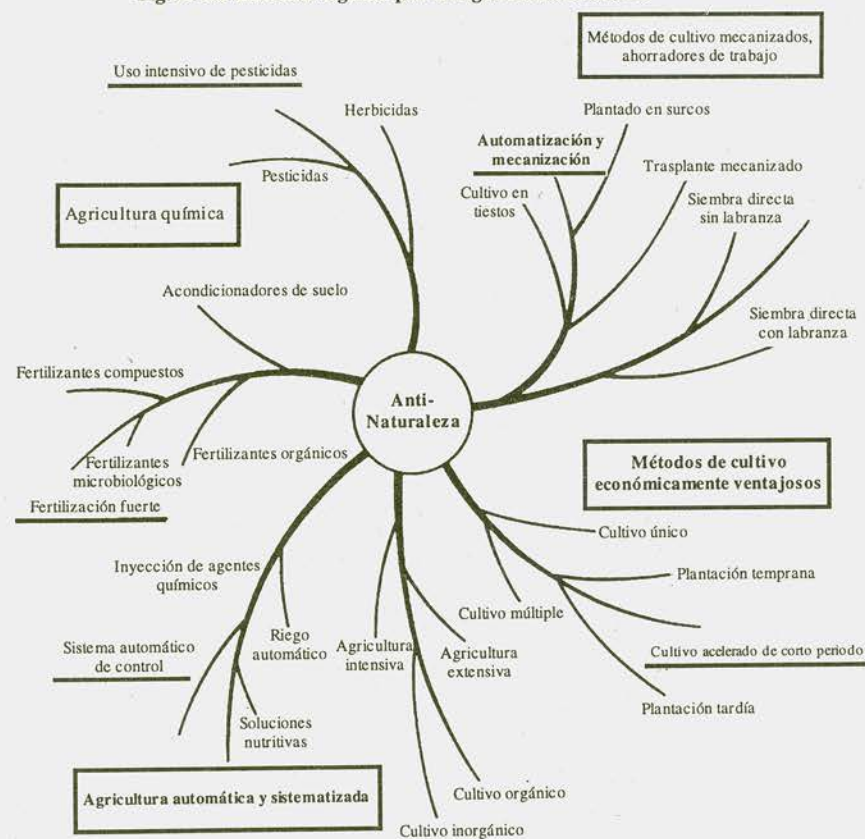 Métodos de cultivo mecanizados,
ahorradores de trabajo
Uso intensivo de pesticidas
Herbicidas
Plantado en surcos
Automatización y
mecanización
Pesticidas
Trasplante mecanizado
Cultivo en
tiestos
Siembra directa
sin labranza
Agricultura química
Acondicionadores de suelo
Siembra directa
con labranza
Fertilizantes compuestos
Anti-
Naturaleza
Fertilizantes orgánicos
Fertilizantes
microbiológicos
Métodos de cultivo
económicamente ventajosos
Fertilización fuerte
Cultivo único
Inyección de agentes
químicos
Plantación temprana
Cultivo múltiple
Riego
automático
Agricultura
intensiva
Agricultura
extensiva
Sistema automático
de control
Cultivo acelerado de corto periodo
Plantación tardía
Soluciones
nutritivas
Agricultura automática y sistematizada
Cultivo orgánico
Cultivo inorgánico